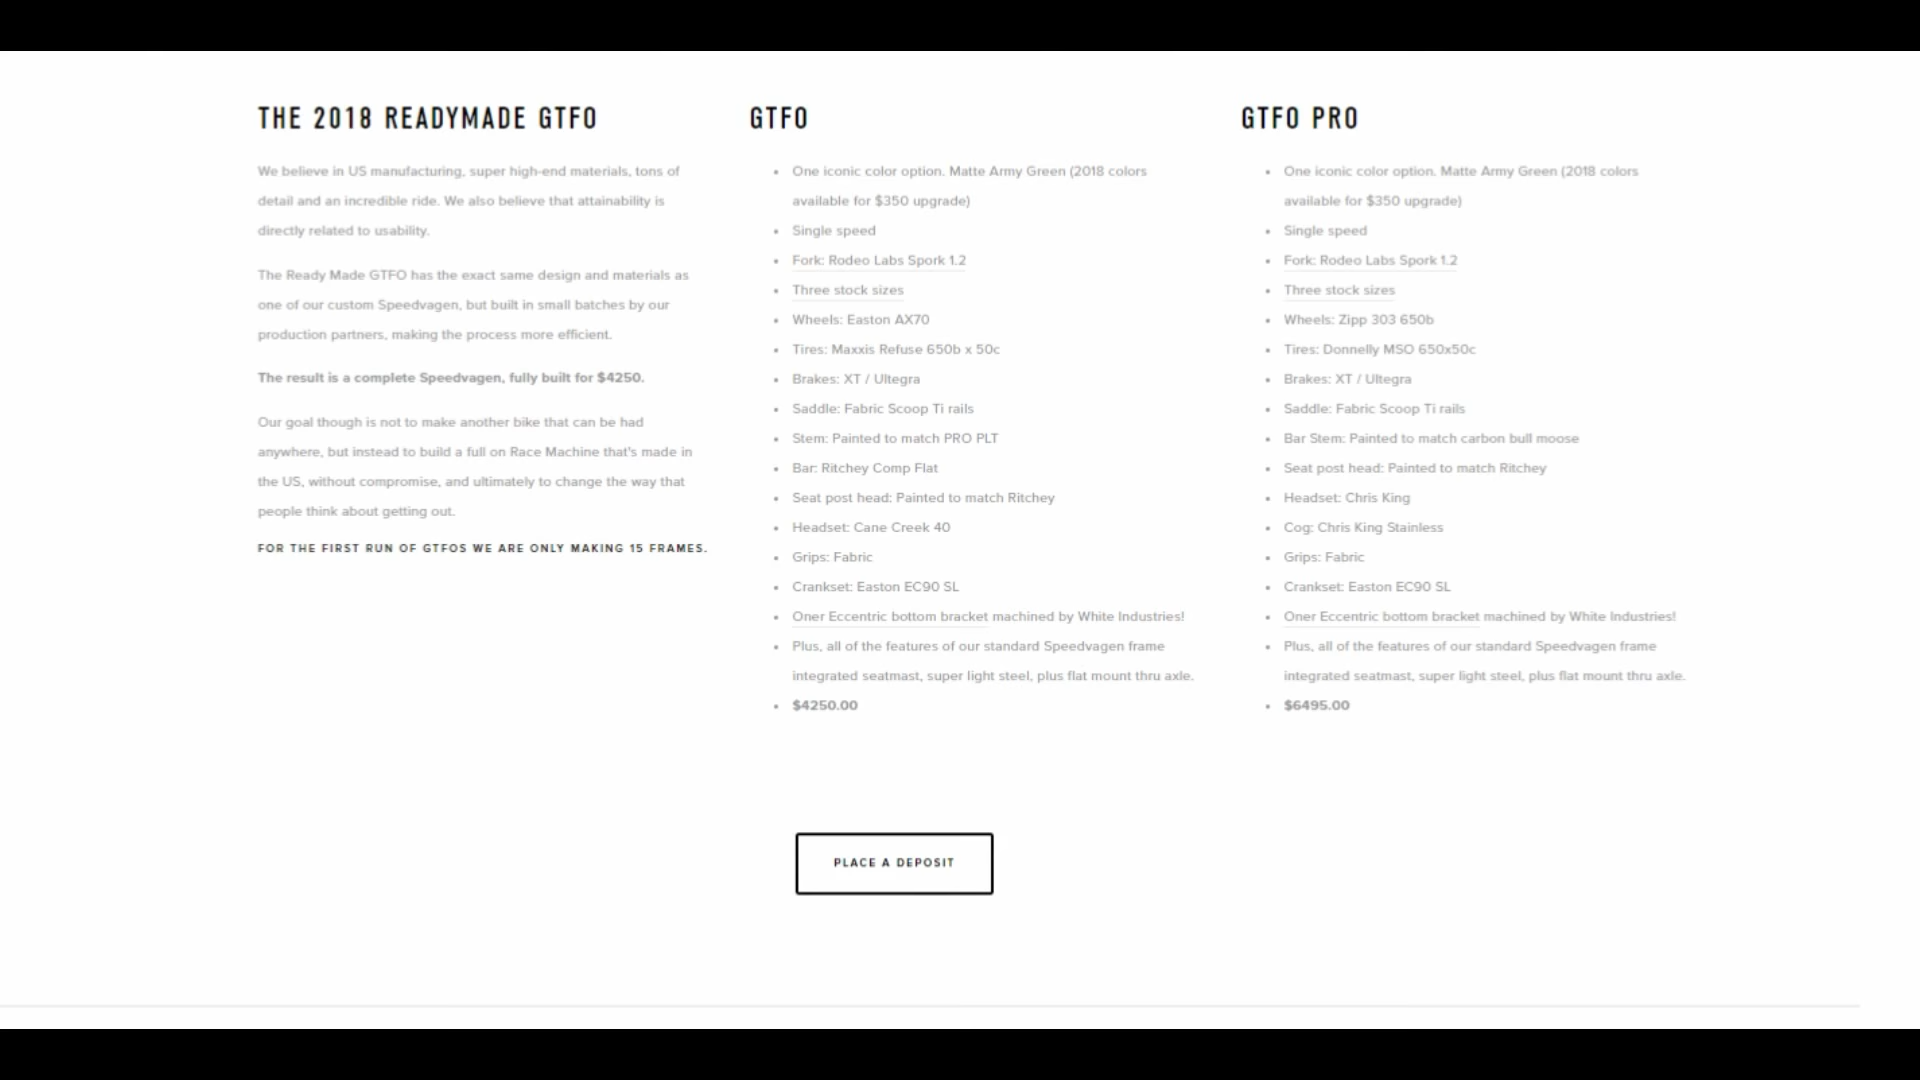 THE 2018 READYMADE GTFO
We believe in US manufacturing, super high-end materials, tons of
detail and an incredible ride. We also believe that attainability is
directly related to usability.
The Ready Made GTFO has the exact same design and materials as
one of our custom Speedvagen, but built in small batches by our
production partners, making the process more efficient.
The result is a complete Speedvagen, fully built for $4250.
Our goal though is not to make another bike that can be had
anywhere, but instead to build a full on Race Machine that's made in
the US, without compromise, and ultimately to change the way that
people think about getting out.
FOR THE FIRST RUN OF GTFOS WE ARE ONLY MAKING 15 FRAMES.
GTFO
• One iconic color option. Matte Army Green (2018 colors
available for $350 upgrade)
• Single speed
• Fork: Rodeo Labs Spork 1.2
• Three stock sizes
• Wheels: Easton AX70
• Tires: Maxxis Refuse 650b x 50c
• Brakes: XT / Ultegra
• Saddle: Fabric Scoop Ti rails
• Stem: Painted to match PRO PLT
• Bar: Ritchey Comp Flat
• Seat post head: Painted to match Ritchey
• Headset: Cane Creek 40
• Grips: Fabric
• Crankset: Easton EC90 SL
• Oner Eccentric bottom bracket machined by White Industries!
• Plus, all of the features of our standard Speedvagen frame
integrated seatmast, super light steel, plus flat mount thru axle.
• $4250.00
GTFO PRO
• One iconic color option. Matte Army Green (2018 colors
available for $350 upgrade)
• Single speed
• Fork: Rodeo Labs Spork 1.2
• Three stock sizes
• Wheels: Zipp 303 650b
• Tires: Donnelly MSO 650x50c
• Brakes: XT / Ultegra
• Saddle: Fabric Scoop Ti rails
• Bar Stem: Painted to match carbon bull moose
• Seat post head: Painted to match Ritchey
• Headset: Chris King
• Cog: Chris King Stainless
• Grips: Fabric
• Crankset: Easton EC90 SL
• Oner Eccentric bottom bracket machined by White Industries!
• Plus, all of the features of our standard Speedvagen frame
integrated seatmast, super light steel, plus flat mount thru axle.
• $6495.00
PLACE A DEPOSIT